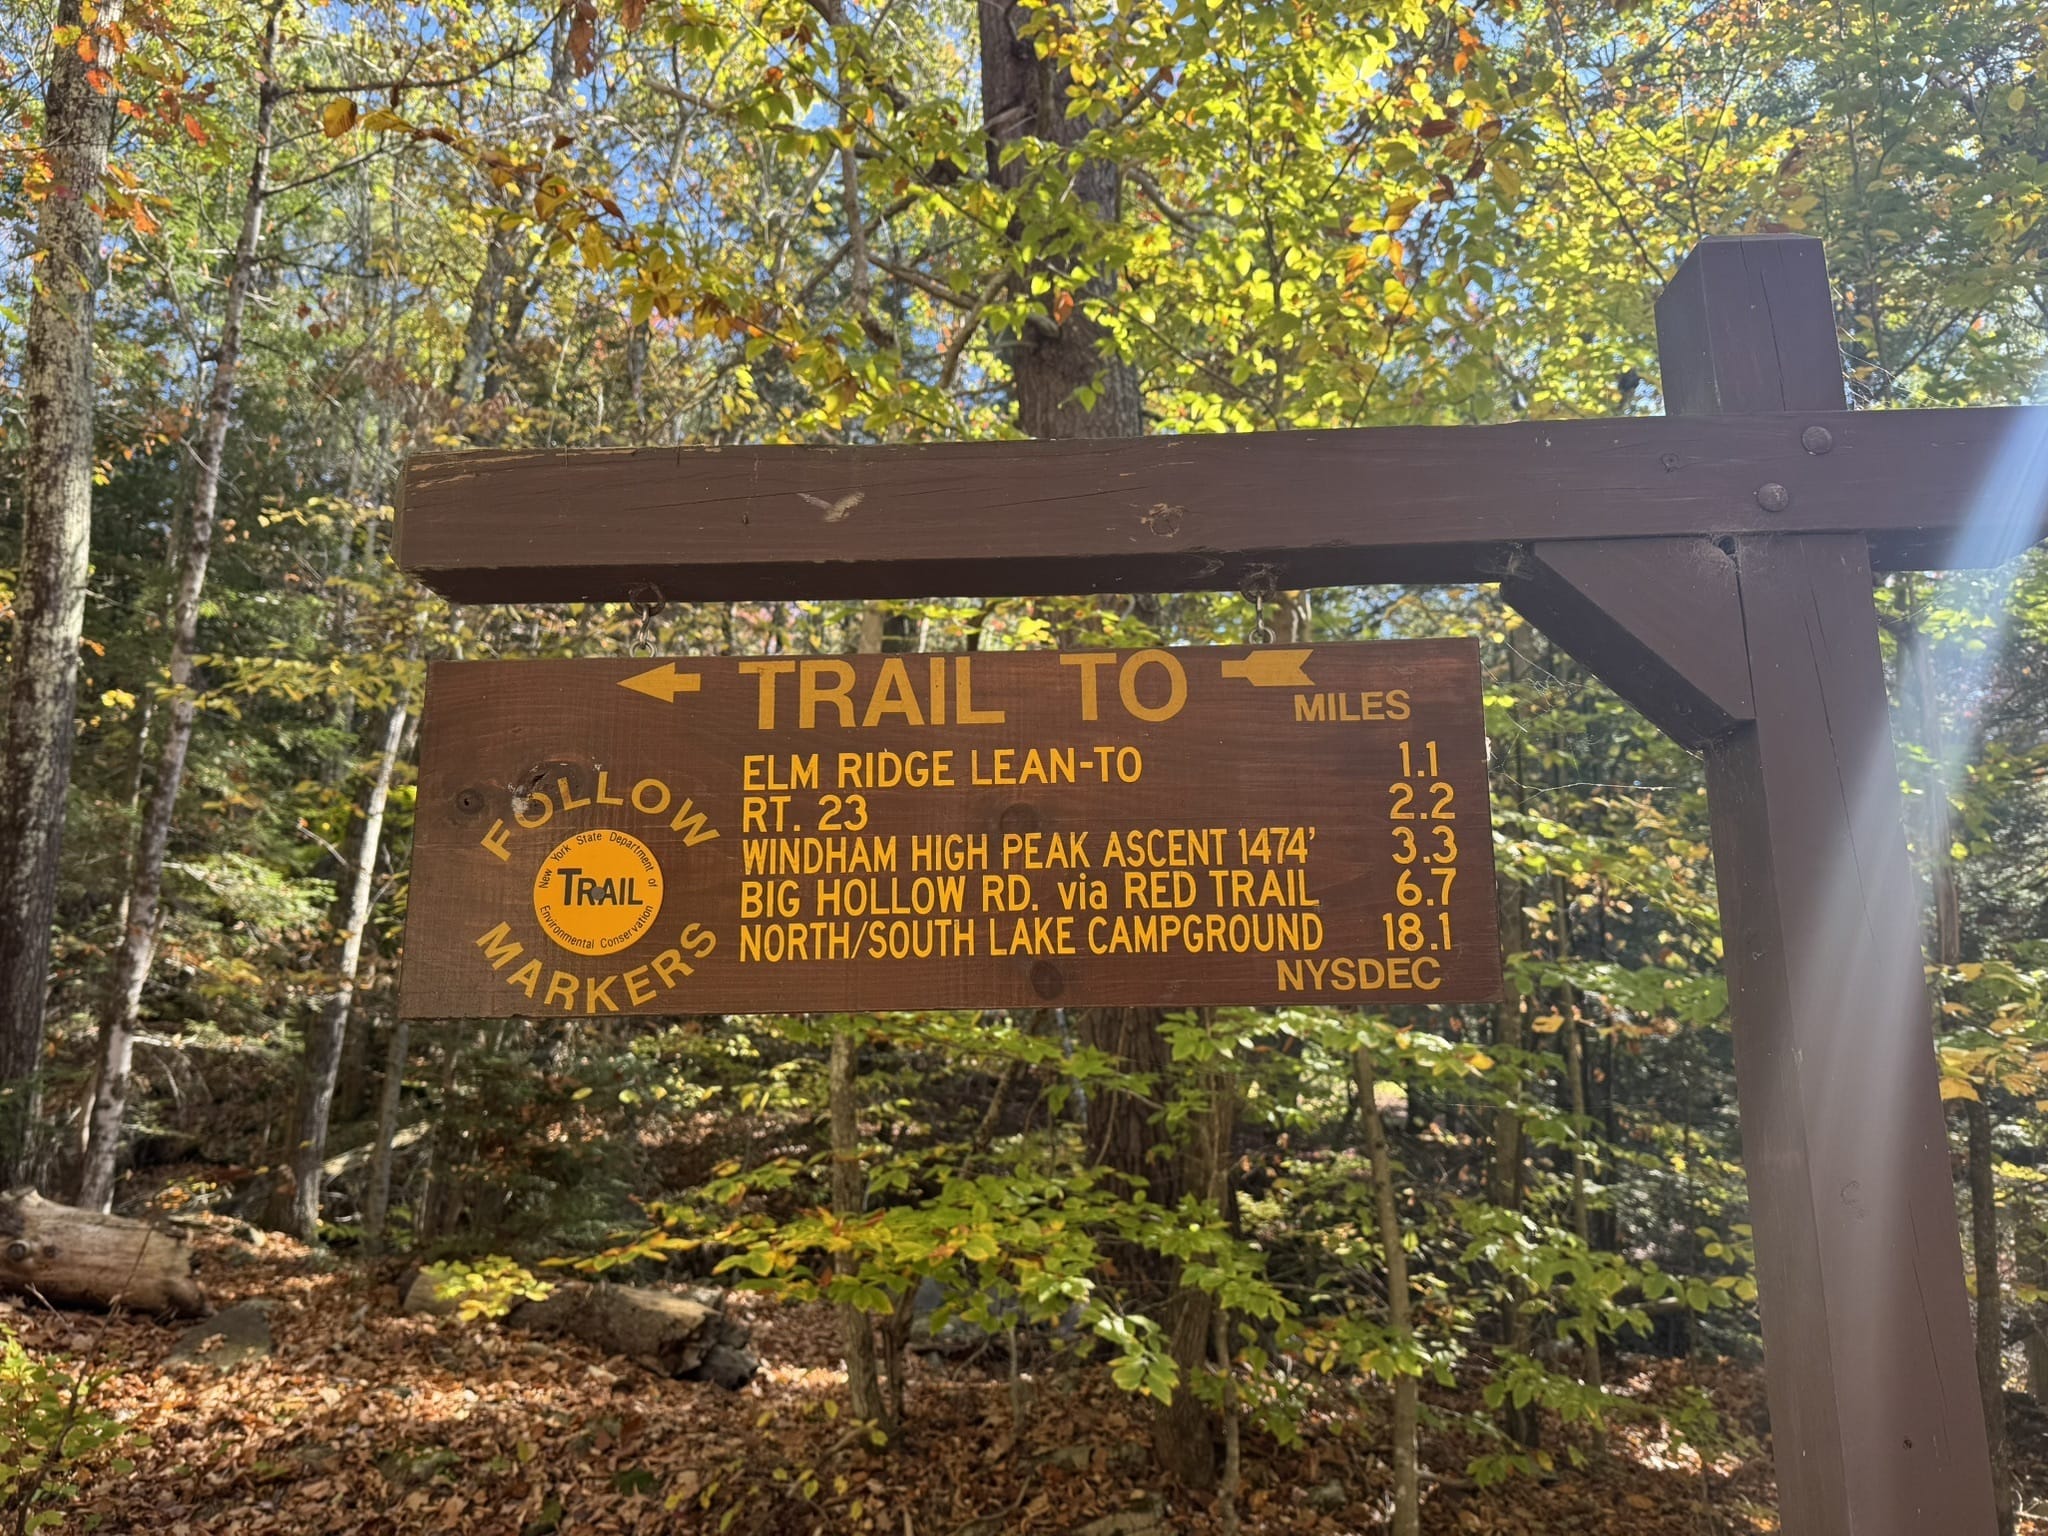 TRAIL TO
MILES
ELM RIDGE LEAN-TO 1.1
RT. 23 2.2
WINDHAM HIGH PEAK ASCENT 1474' 3.3
BIG HOLLOW RD. via RED TRAIL 6.7
NORTH/SOUTH LAKE CAMPGROUND 18.1
NYSDEC
FOLLOW
New York State Department of
TRAIL
Environmental Conservation
MARKERS